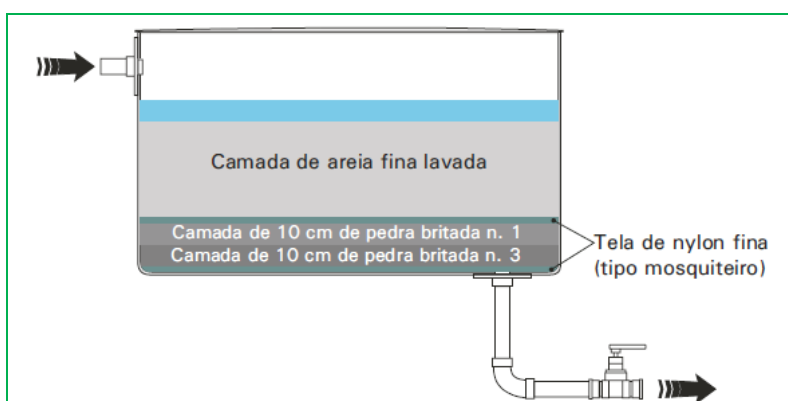 Camada de areia fina lavada
Camada de 10 cm de pedra britada n. 1
Camada de 10 cm de pedra britada n. 3
Tela de nylon fina
(tipo mosquiteiro)